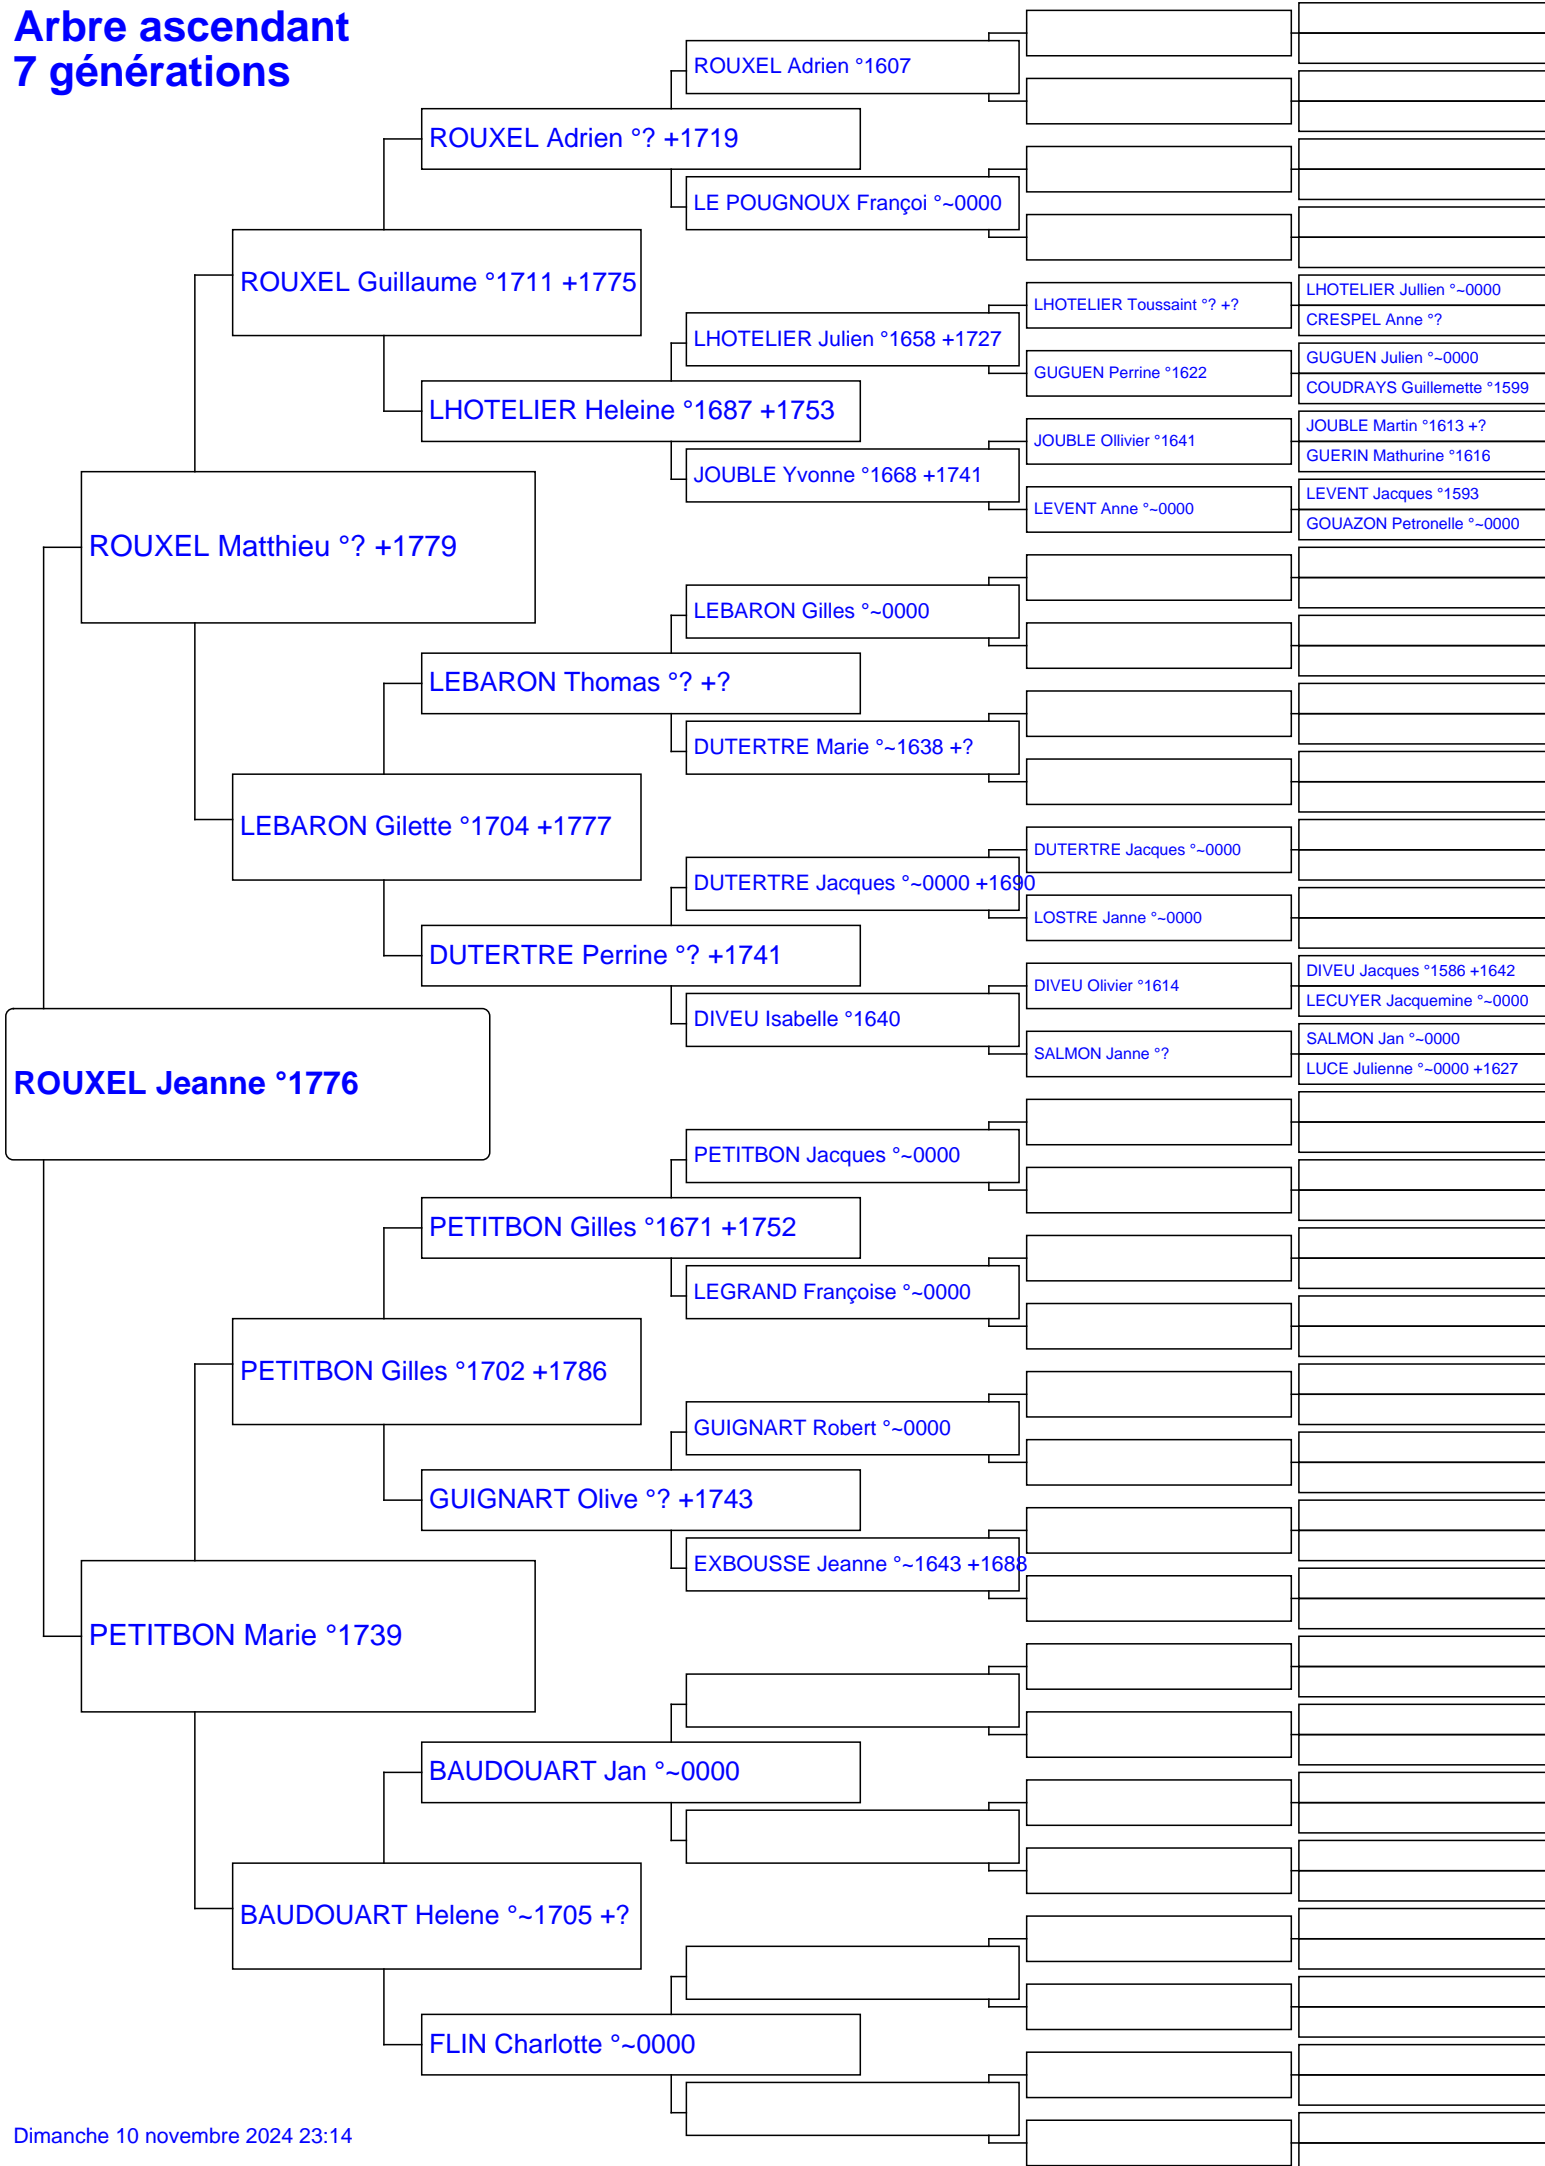 Arbre ascendant
7 générations
ROUXEL Adrien °1607
ROUXEL Adrien °? +1719
LE POUGNOUX Françoi °~0000
ROUXEL Guillaume °1711 +1775
LHOTELIER Toussaint °? +?
LHOTELIER Jullien °~0000
CRESPEL Anne °?
LHOTELIER Julien °1658 +1727
GUGUEN Perrine °1622
GUGUEN Julien °~0000
COUDRAYS Guillemette °1599
LHOTELIER Heleine °1687 +1753
JOUBLE Ollivier °1641
JOUBLE Martin °1613 +?
GUERIN Mathurine °1616
JOUBLE Yvonne °1668 +1741
LEVENT Anne °~0000
LEVENT Jacques °1593
GOUAZON Petronelle °~0000
ROUXEL Matthieu °? +1779
LEBARON Gilles °~0000
LEBARON Thomas °? +?
DUTERTRE Marie °~1638 +?
LEBARON Gilette °1704 +1777
DUTERTRE Jacques °~0000
DUTERTRE Jacques °~0000 +1690
LOSTRE Janne °~0000
DUTERTRE Perrine °? +1741
DIVEU Olivier °1614
DIVEU Jacques °1586 +1642
LECUYER Jacquemine °~0000
DIVEU Isabelle °1640
SALMON Janne °?
SALMON Jan °~0000
LUCE Julienne °~0000 +1627
ROUXEL Jeanne °1776
PETITBON Jacques °~0000
PETITBON Gilles °1671 +1752
LEGRAND Françoise °~0000
PETITBON Gilles °1702 +1786
GUIGNART Robert °~0000
GUIGNART Olive °? +1743
EXBOUSSE Jeanne °~1643 +1688
PETITBON Marie °1739
BAUDOUART Jan °~0000
BAUDOUART Helene °~1705 +?
FLIN Charlotte °~0000
Dimanche 10 novembre 2024 23:14